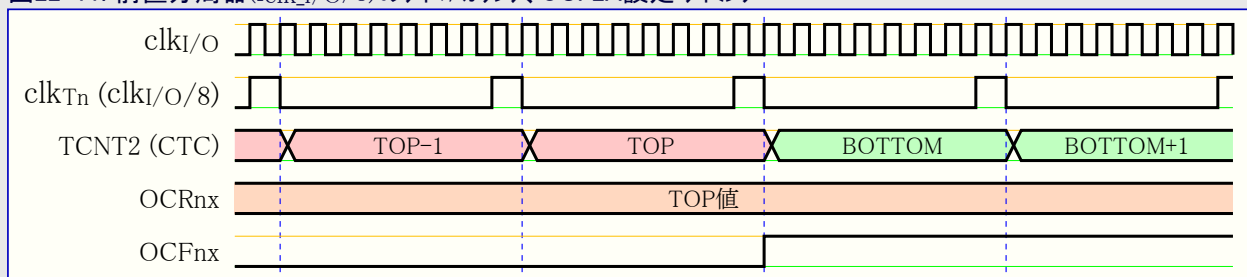 clkI/O
clkTn (clkI/O/8)
TCNT2 (CTC) TOP-1 TOP BOTTOM BOTTOM+1
OCRnx TOP値
OCFnx